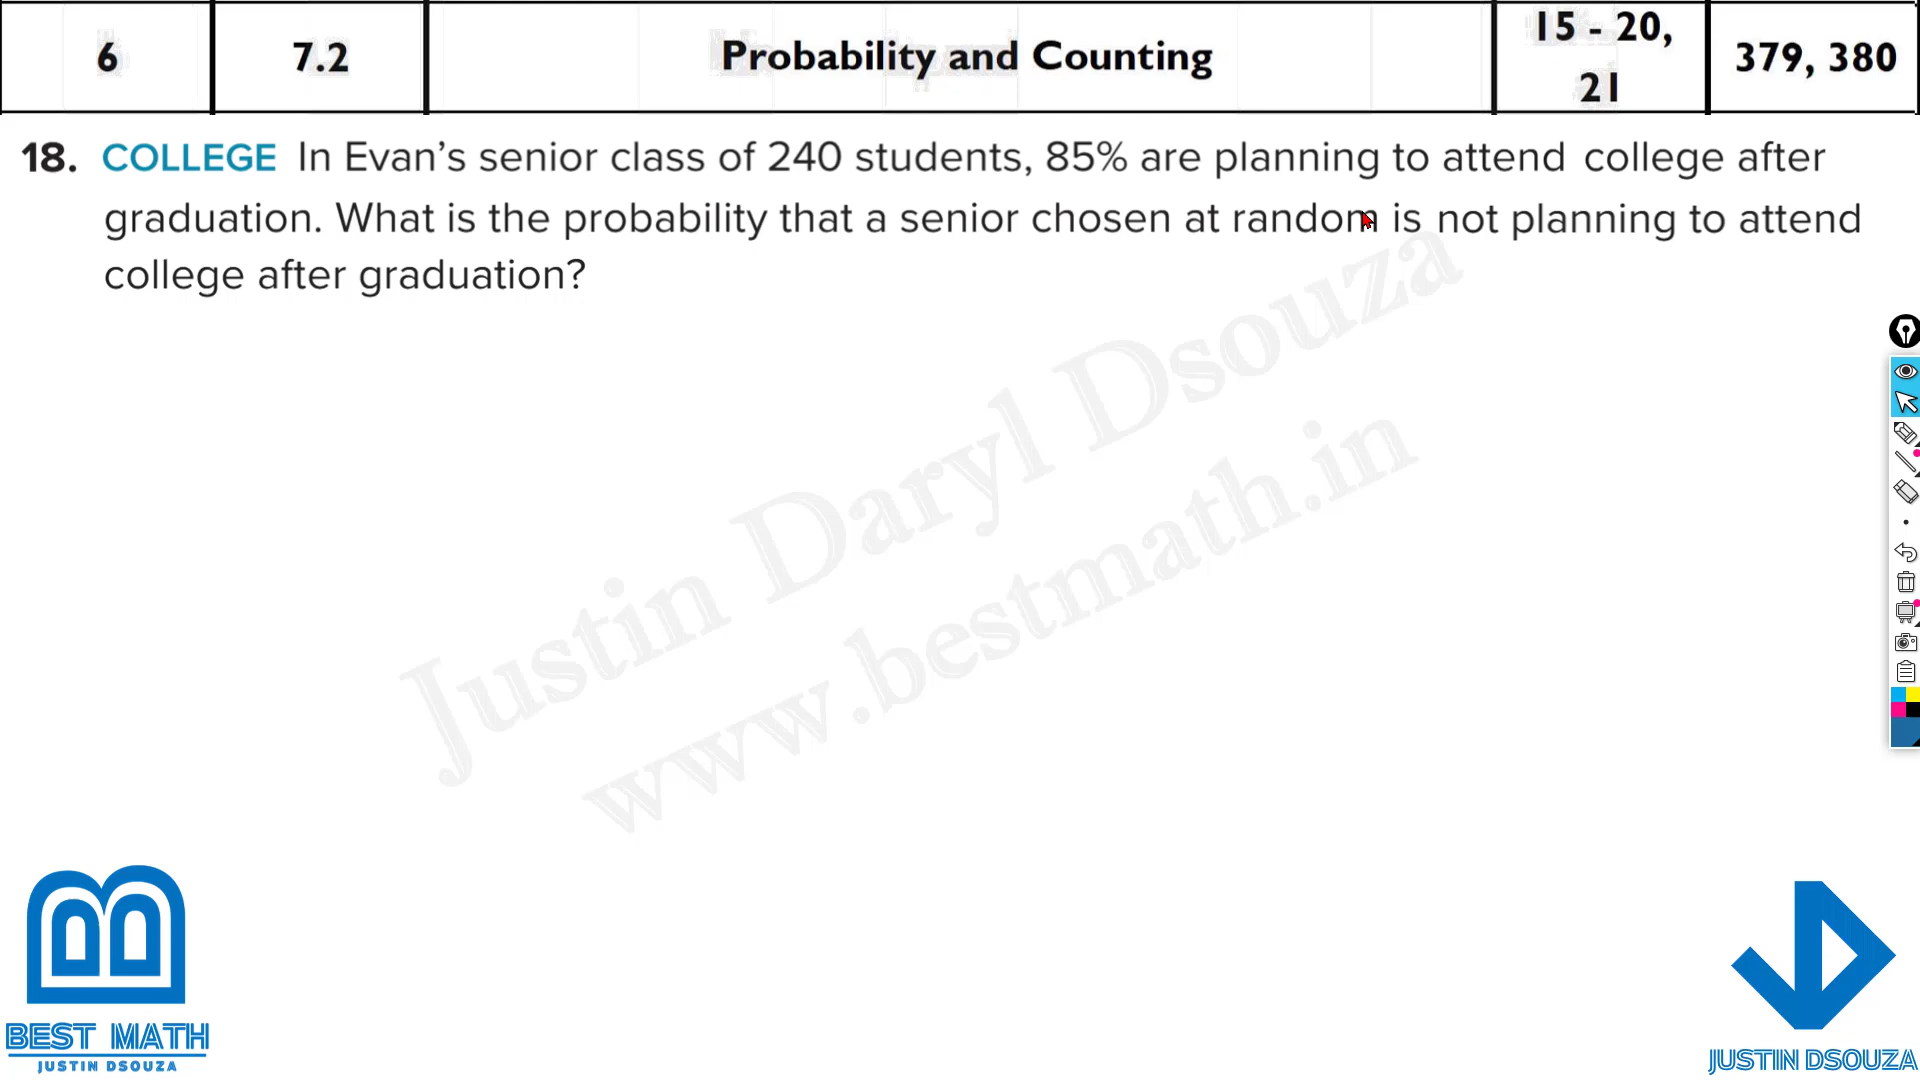 6
7.2
Probability and Counting
15 - 20,
21
379, 380
18. COLLEGE In Evan’s senior class of 240 students, 85% are planning to attend college after
graduation. What is the probability that a senior chosen at random is not planning to attend
college after graduation?
Justin Daryl Dsouza
www.bestmath.in
BEST MATH
JUSTIN DSOUZA
JUSTIN DSOUZA